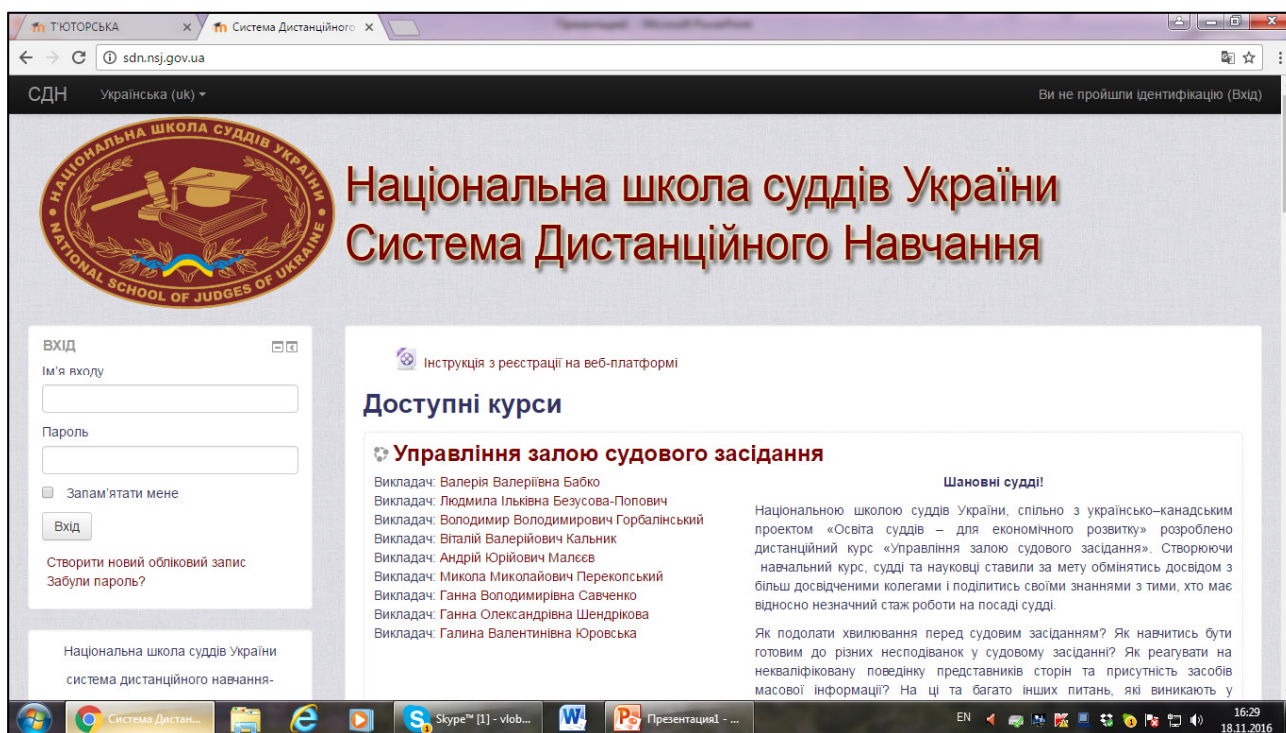 Т'ЮТОРСЬКА
Система Дистанційного
Презентация1 - Microsoft PowerPoint
sdn.nsj.gov.ua
СДН Українська (uk)
Ви не пройшли ідентифікацію (Вхід)
НАЦІОНАЛЬНА ШКОЛА СУДДІВ УКРАЇНИ
NATIONAL SCHOOL OF JUDGES OF UKRAINE
Національна школа суддів України
Система Дистанційного Навчання
ВХІД
Ім'я входу
Пароль
Запам'ятати мене
Вхід
Створити новий обліковий запис
Забули пароль?
Національна школа суддів України
система дистанційного навчання-
Інструкція з реєстрації на веб-платформі
Доступні курси
Управління залою судового засідання
Викладач: Валерія Валеріївна Бабко
Викладач: Людмила Ільківна Безусова-Попович
Викладач: Володимир Володимирович Горбалінський
Викладач: Віталій Валерійович Кальник
Викладач: Андрій Юрійович Малєєв
Викладач: Микола Миколайович Перекопський
Викладач: Ганна Володимирівна Савченко
Викладач: Ганна Олександрівна Шендрікова
Викладач: Галина Валентинівна Юровська
Шановні судді!
Національною школою суддів України, спільно з українсько–канадським
проектом «Освіта суддів – для економічного розвитку» розроблено
дистанційний курс «Управління залою судового засідання». Створюючи
навчальний курс, судді та науковці ставили за мету обмінятись досвідом з
більш досвідченими колегами і поділитись своїми знаннями з тими, хто має
відносно незначний стаж роботи на посаді судді.
Як подолати хвилювання перед судовим засіданням? Як навчитись бути
готовим до різних несподіванок у судовому засіданні? Як реагувати на
некваліфіковану поведінку представників сторін та присутність засобів
масової інформації? На ці та багато інших питань, які виникають у
Система Дистан...
Skype™ [1] - vlob...
Презентация1 - ...
EN
16:29
18.11.2016